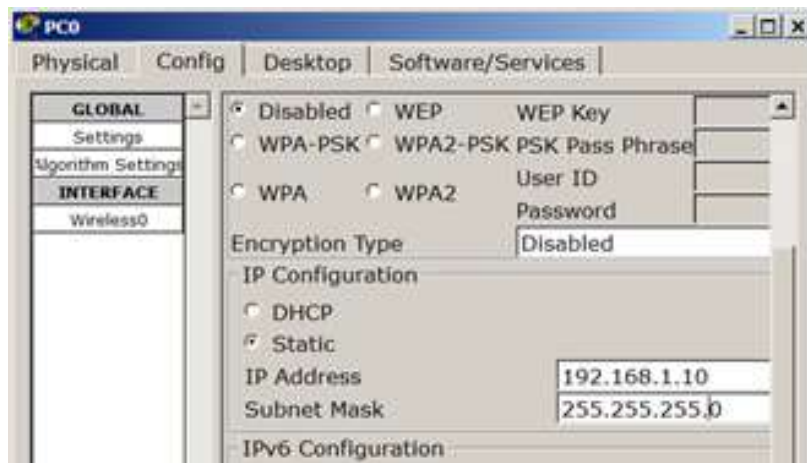 PC0
Physical Config Desktop Software/Services
GLOBAL
Settings
Algorithm Settings
INTERFACE
Wireless0
Disabled WEP WEP Key
WPA-PSK WPA2-PSK PSK Pass Phrase
User ID
WPA WPA2
Password
Encryption Type Disabled
IP Configuration
DHCP
Static
IP Address 192.168.1.10
Subnet Mask 255.255.255.0
IPv6 Configuration